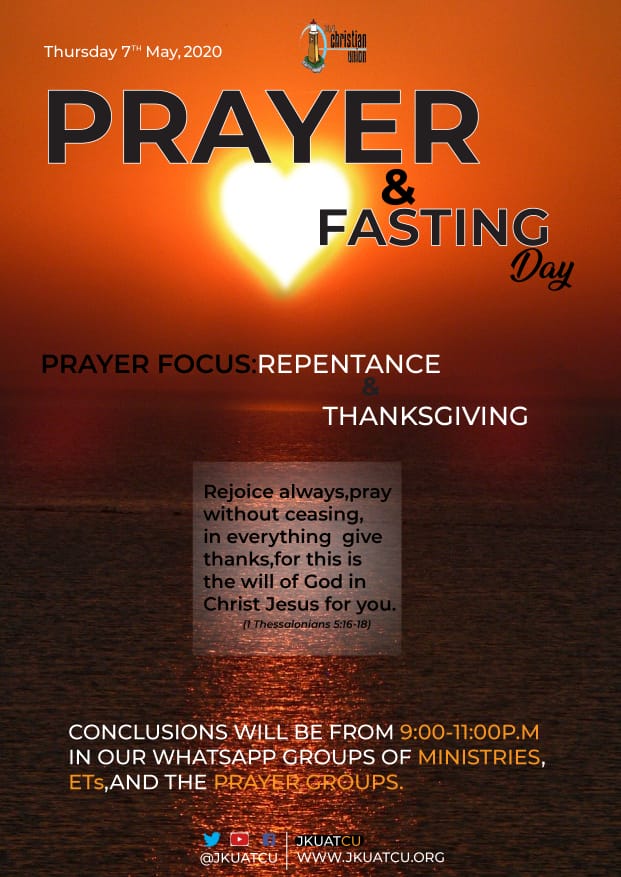 Thursday 7TH May, 2020
christian
union
PRAYER
&
FASTING
Day
PRAYER FOCUS:REPENTANCE
&
THANKSGIVING
Rejoice always,pray
without ceasing,
in everything give
thanks,for this is
the will of God in
Christ Jesus for you.
(1 Thessalonians 5:16-18)
CONCLUSIONS WILL BE FROM 9:00-11:00P.M
IN OUR WHATSAPP GROUPS OF MINISTRIES,
ETs,AND THE PRAYER GROUPS.
@JKUATCU
JKUATCU
WWW.JKUATCU.ORG